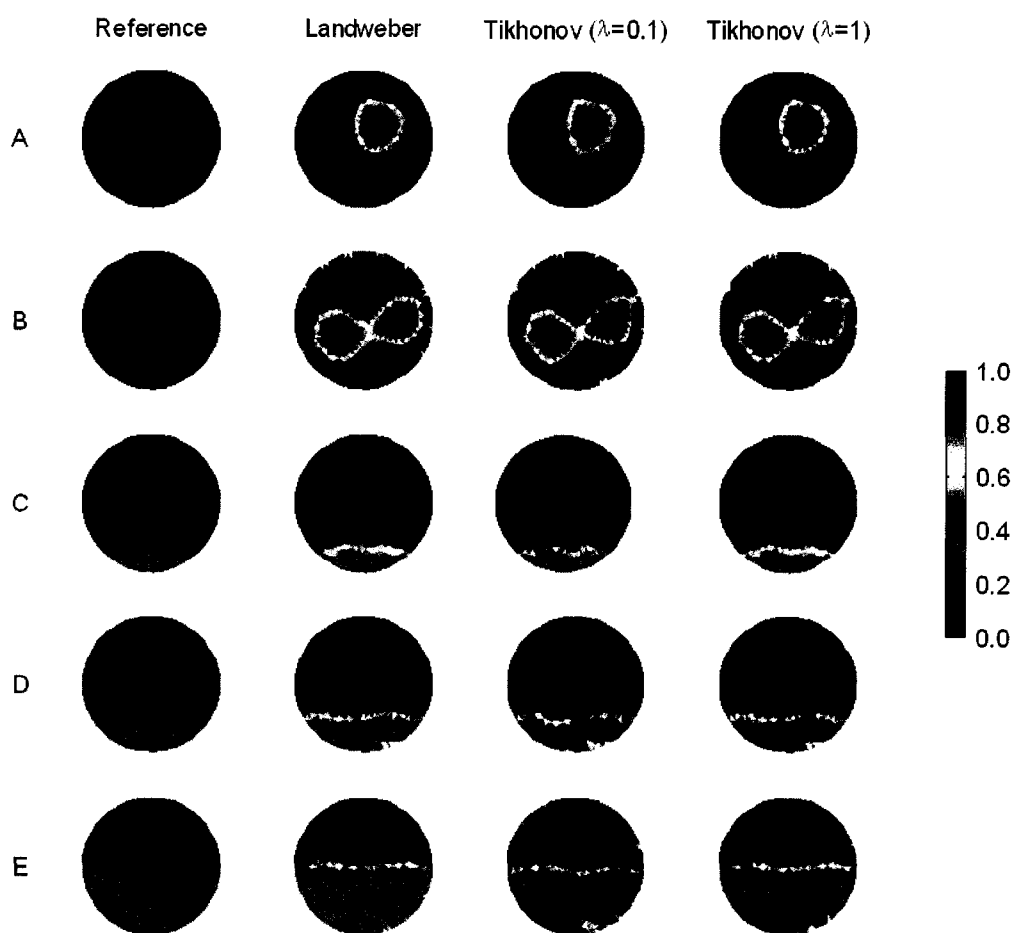 Reference Landweber Tikhonov (λ=0.1) Tikhonov (λ=1)
A
B
1.0
0.8
C
0.6
0.4
0.2
0.0
D
E